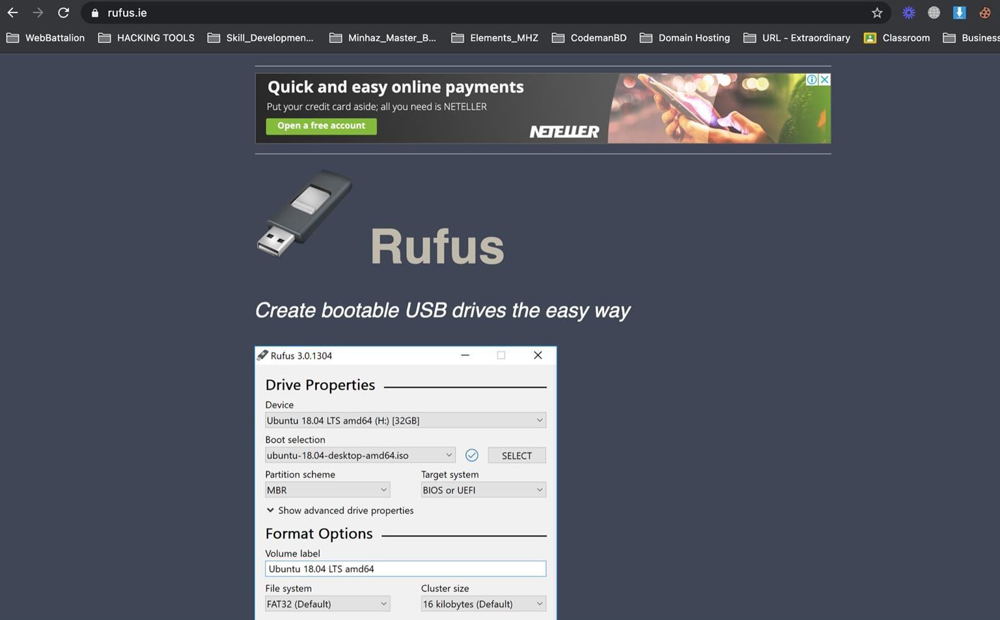 rufus.ie
WebBattalion HACKING TOOLS Skill_Developmen... Minhaz_Master_B... Elements_MHZ CodemanBD Domain Hosting URL - Extraordinary Classroom Business
Quick and easy online payments
Put your credit card aside; all you need is NETELLER
Open a free account
NETELLER
Rufus
Create bootable USB drives the easy way
Rufus 3.0.1304
Drive Properties
Device
Ubuntu 18.04 LTS amd64 (H:) [32GB]
Boot selection
ubuntu-18.04-desktop-amd64.iso SELECT
Partition scheme Target system
MBR BIOS or UEFI
Show advanced drive properties
Format Options
Volume label
Ubuntu 18.04 LTS amd64
File system Cluster size
FAT32 (Default) 16 kilobytes (Default)